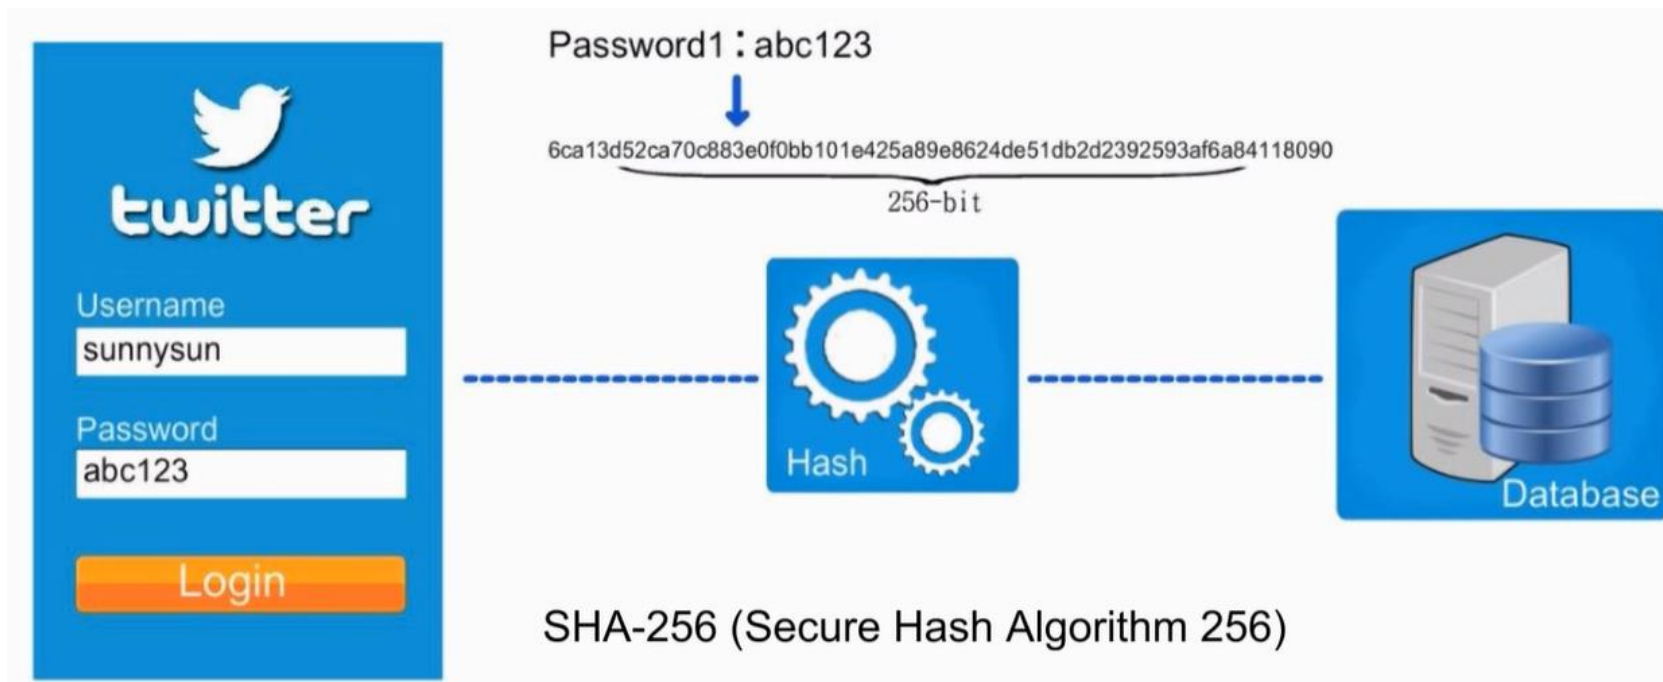 twitter
Username
sunnysun
Password
abc123
Login
Password1：abc123
6ca13d52ca70c883e0f0bb101e425a89e8624de51db2d2392593af6a84118090
256-bit
Hash
Database
SHA-256 (Secure Hash Algorithm 256)